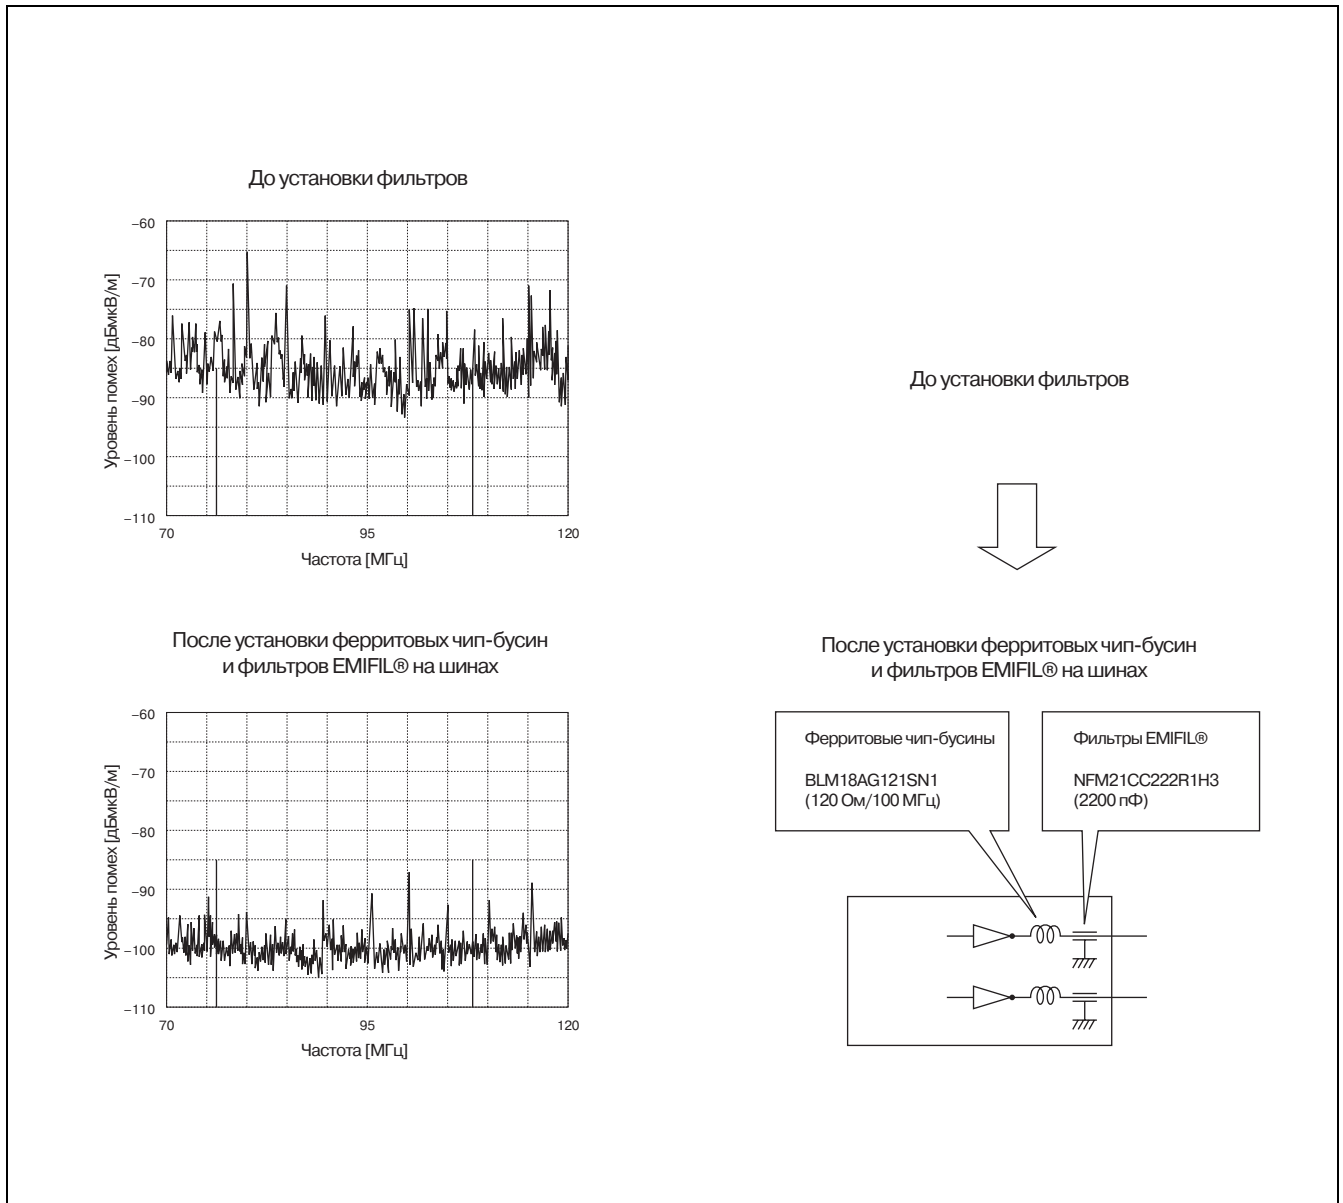 До установки фильтров
Уровень помех [дБмкВ/м]
−60
−70
−80
−90
−100
−110
70
95
120
Частота [МГц]
После установки ферритовых чип-бусин
и фильтров EMIFIL® на шинах
Уровень помех [дБмкВ/м]
−60
−70
−80
−90
−100
−110
70
95
120
Частота [МГц]
До установки фильтров
После установки ферритовых чип-бусин
и фильтров EMIFIL® на шинах
Ферритовые чип-бусины
BLM18AG121SN1
(120 Ом/100 МГц)
Фильтры EMIFIL®
NFM21CC222R1H3
(2200 пФ)